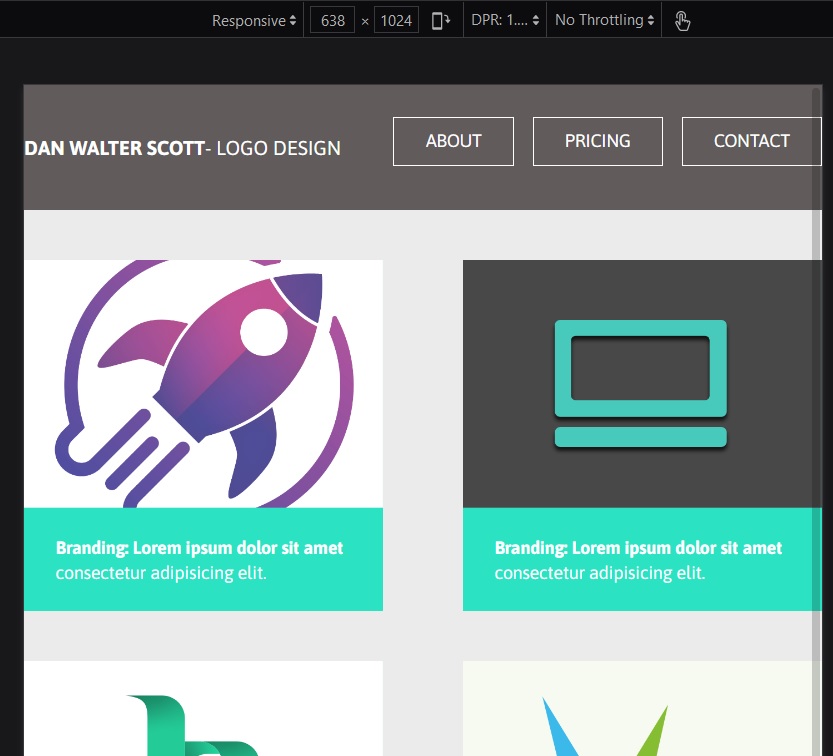 Responsive 638 × 1024 DPR: 1.... No Throttling
DAN WALTER SCOTT- LOGO DESIGN ABOUT PRICING CONTACT
Branding: Lorem ipsum dolor sit amet
consectetur adipisicing elit.
Branding: Lorem ipsum dolor sit amet
consectetur adipisicing elit.